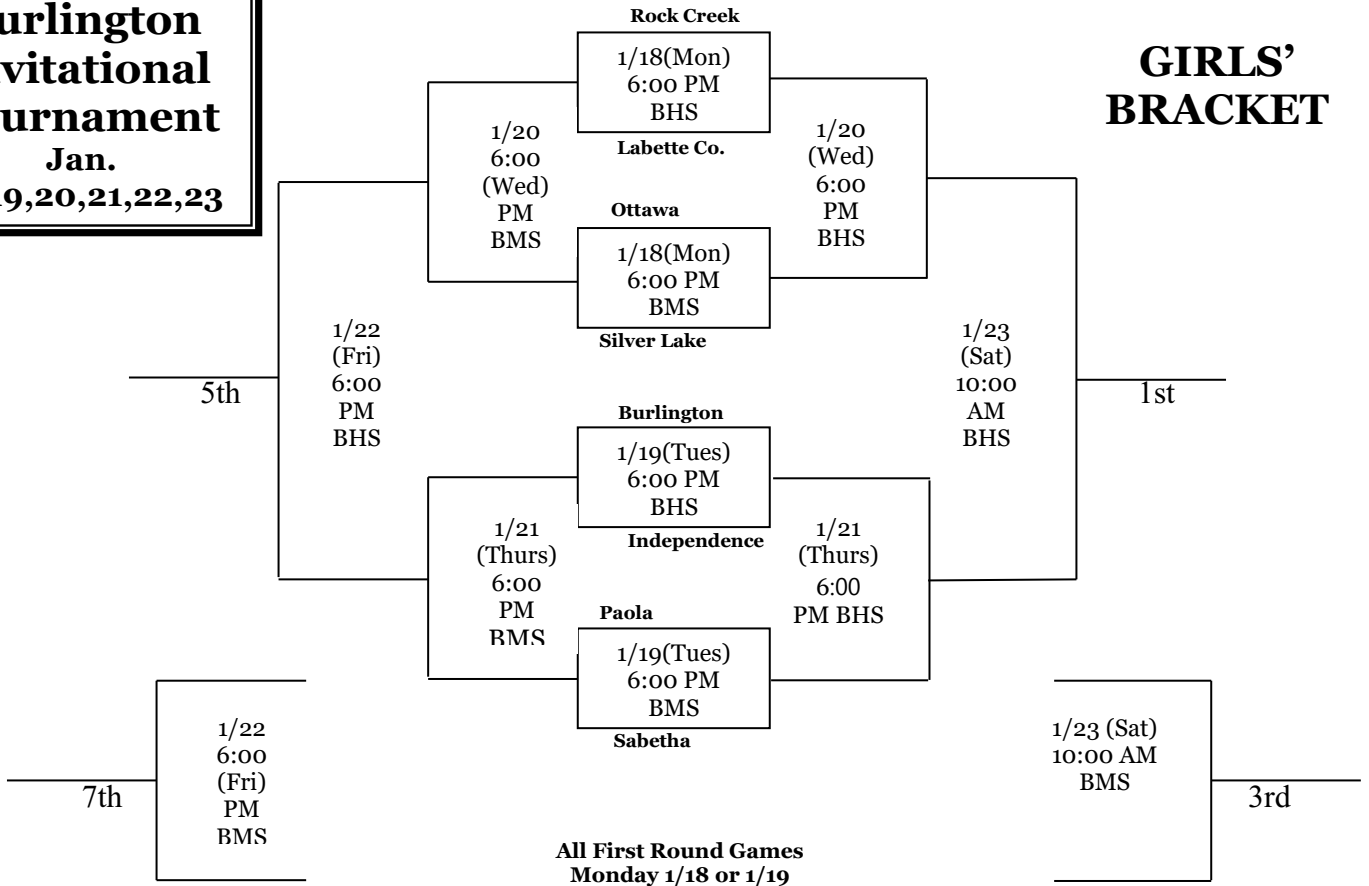 urlington
vitational
urnament
Jan.
19,20,21,22,23
GIRLS’
BRACKET
Rock Creek
1/18(Mon)
6:00 PM
BHS
Labette Co.
1/20
6:00
(Wed)
PM
BMS
1/20
(Wed)
6:00
PM
BHS
Ottawa
1/18(Mon)
6:00 PM
BMS
Silver Lake
1/22
(Fri)
6:00
PM
BHS
1/23
(Sat)
10:00
AM
BHS
5th
1st
Burlington
1/19(Tues)
6:00 PM
BHS
Independence
1/21
(Thurs)
6:00
PM
BMS
1/21
(Thurs)
6:00
PM BHS
Paola
1/19(Tues)
6:00 PM
BMS
Sabetha
1/22
6:00
(Fri)
PM
BMS
7th
1/23 (Sat)
10:00 AM
BMS
3rd
All First Round Games
Monday 1/18 or 1/19